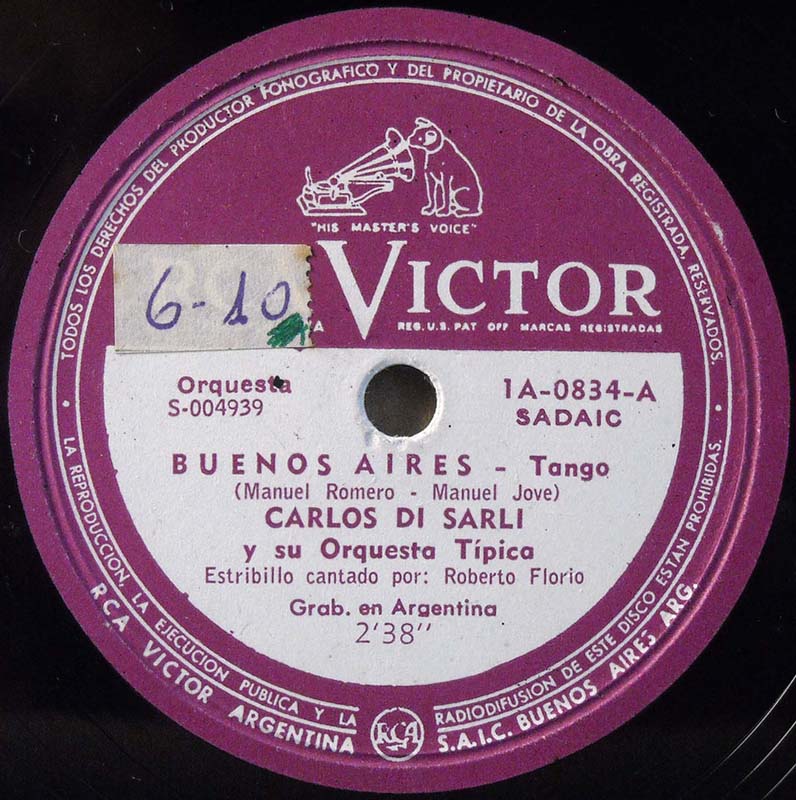 TODOS LOS DERECHOS DEL PRODUCTOR FONOGRAFICO Y DEL PROPIETARIO DE LA OBRA REGISTRADA, RESERVADOS.
"HIS MASTER'S VOICE"
6-10
VICTOR
REG. U.S. PAT OFF MARCAS REGISTRADAS
Orquesta
S-004939
1A-0834-A
SADAIC
BUENOS AIRES - Tango
(Manuel Romero - Manuel Jove)
CARLOS DI SARLI
y su Orquesta Típica
Estribillo cantado por: Roberto Florio
Grab. en Argentina
2'38''
• LA REPRODUCCION, LA EJECUCION PUBLICA Y LA RADIODIFUSION DE ESTE DISCO ESTAN PROHIBIDAS. •
RCA VICTOR ARGENTINA RCA S.A.I.C. BUENOS AIRES ARG.